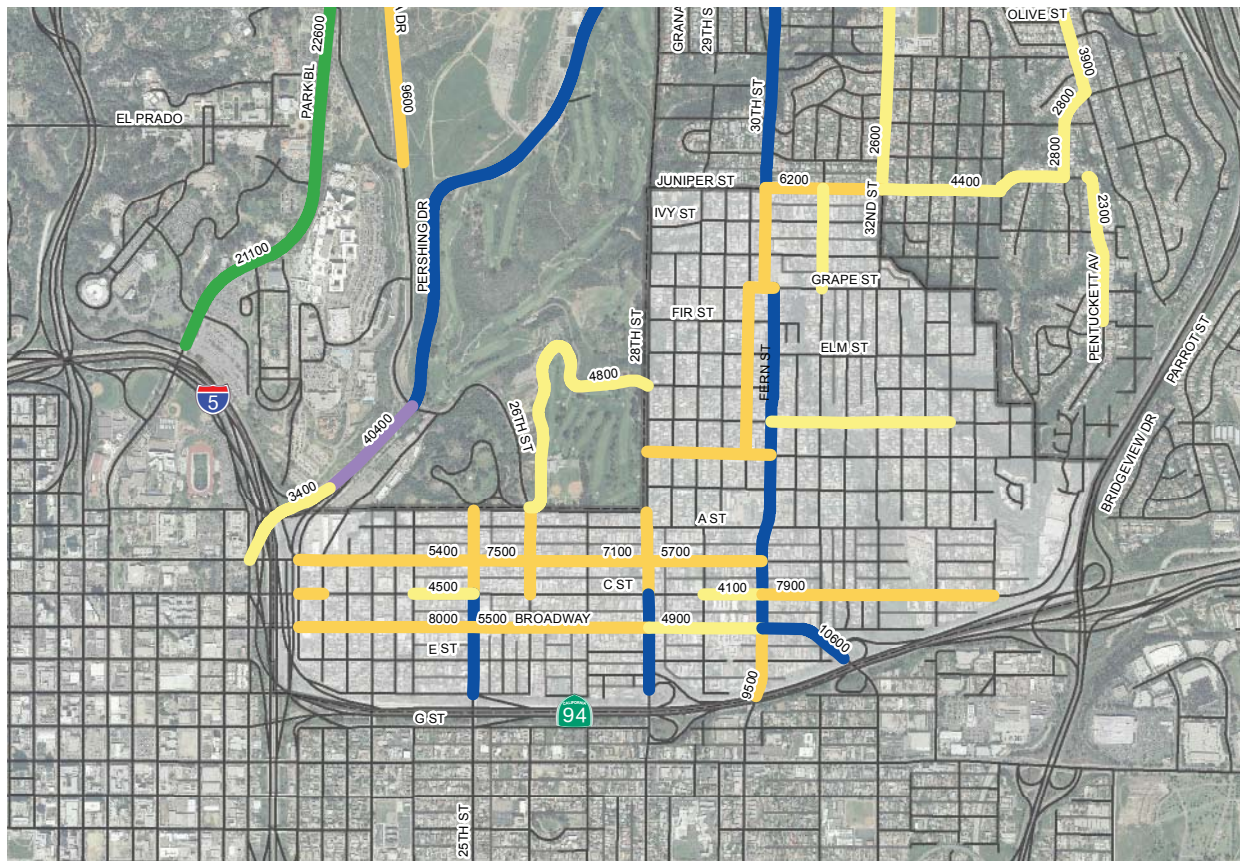 OLIVE ST
22600
PARK BL
A DR
9600
GRANA
29TH S
30TH ST
2600
3900
2800
2800
EL PRADO
JUNIPER ST
6200
32ND ST
4400
2300
IVY ST
21100
PERSHING DR
GRAPE ST
PENTUCKETT AV
FIR ST
28TH ST
ELM ST
FERN ST
PARROT ST
BRIDGEVIEW DR
5
4800
26TH ST
40400
3400
A ST
5400
7500
7100
5700
4500
C ST
4100
7900
8000
5500
BROADWAY
4900
10600
E ST
9500
G ST
CALIFORNIA
94
25TH ST